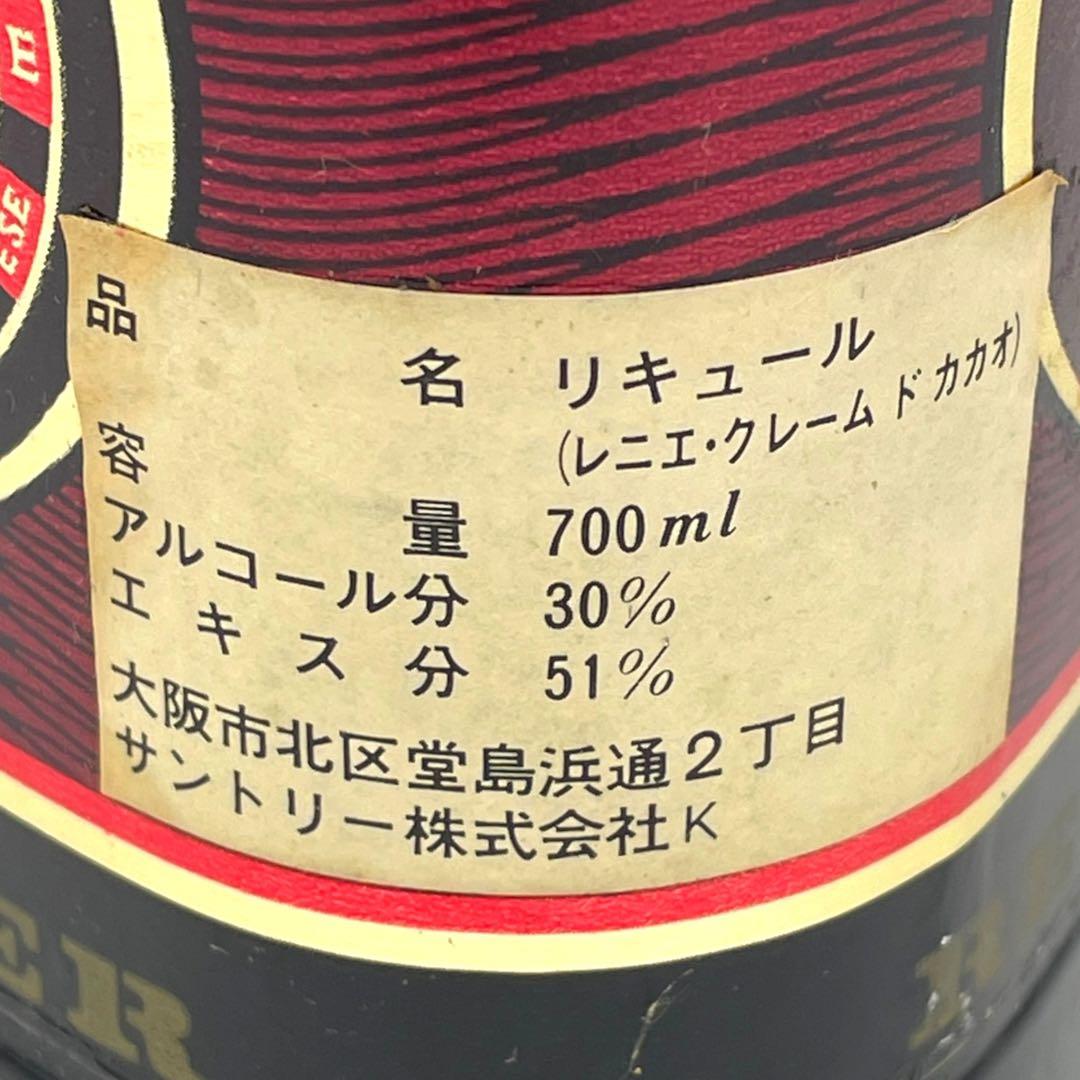 品名 リキュール
(レニエ・クレーム ド カカオ)
容量 700ml
アルコール分 30%
エキス分 51%
大阪市北区堂島浜通2丁目
サントリー株式会社K
E
ESE
ER
R